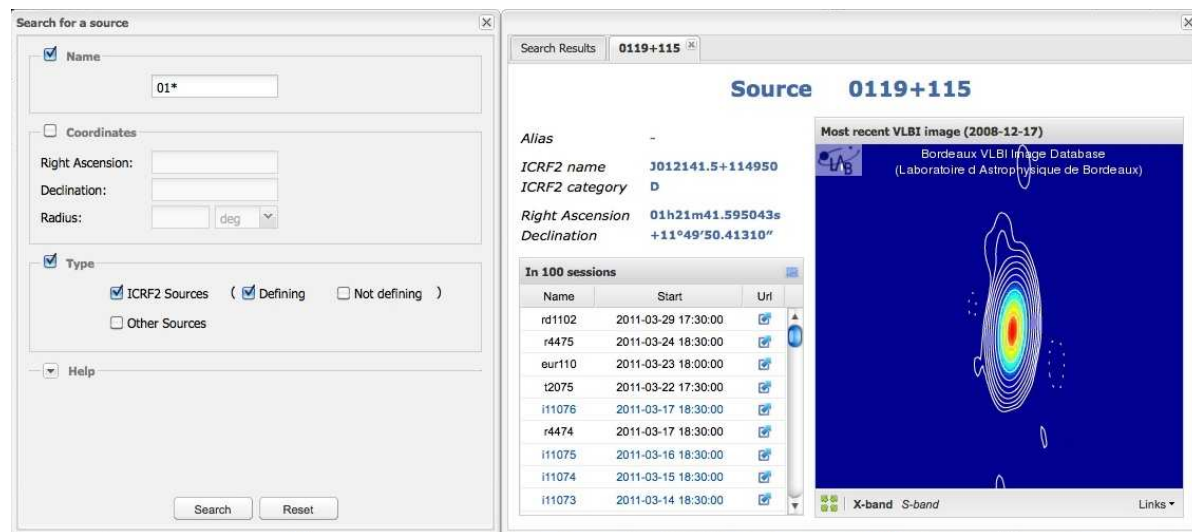 Search for a source
Name
01*
Coordinates
Right Ascension:
Declination:
Radius:
deg
Type
ICRF2 Sources ( Defining Not defining )
Other Sources
Help
Search Reset
Search Results 0119+115
Source 0119+115
Alias -
ICRF2 name J012141.5+114950
ICRF2 category D
Right Ascension 01h21m41.595043s
Declination +11°49'50.41310"
In 100 sessions
Name Start Url
rd1102 2011-03-29 17:30:00
r4475 2011-03-24 18:30:00
eur110 2011-03-23 18:00:00
t2075 2011-03-22 17:30:00
i11076 2011-03-17 18:30:00
r4474 2011-03-17 18:30:00
i11075 2011-03-16 18:30:00
i11074 2011-03-15 18:30:00
i11073 2011-03-14 18:30:00
Most recent VLBI image (2008-12-17)
LAB
Bordeaux VLBI Image Database
(Laboratoire d Astrophysique de Bordeaux)
X-band S-band Links